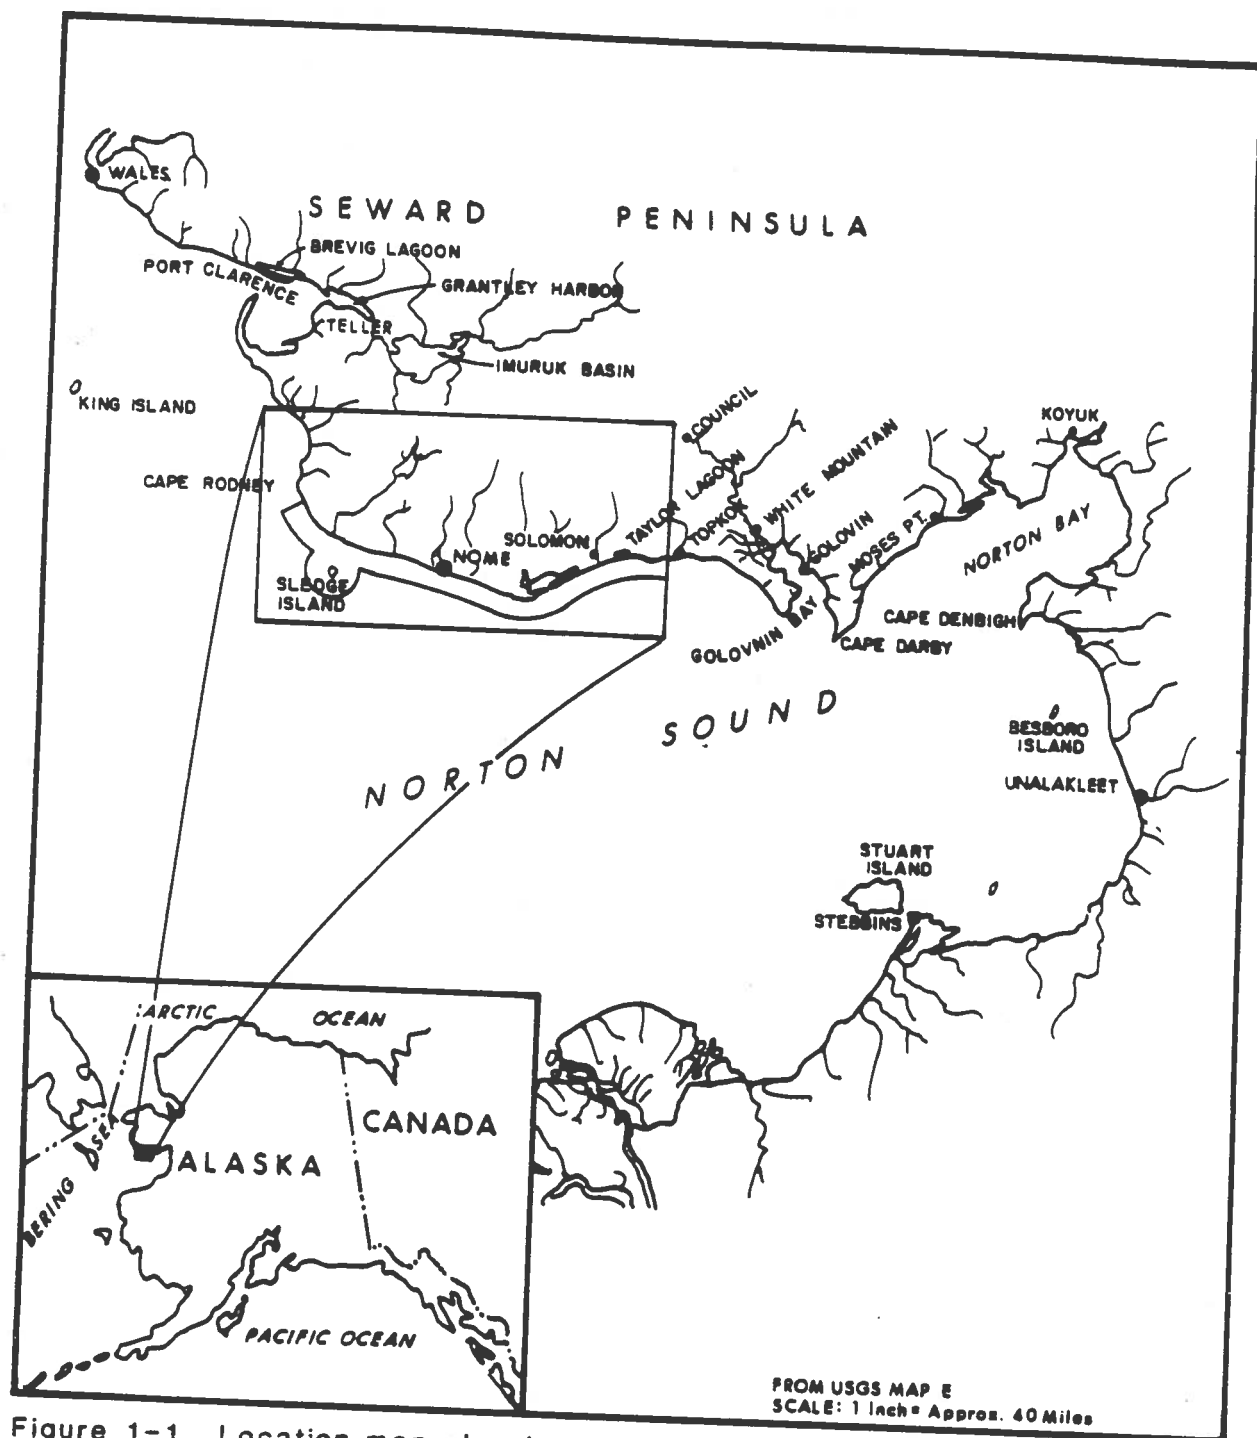 WALES
SEWARD PENINSULA
BREVIG LAGOON
PORT CLARENCE
GRANTLEY HARBOR
TELLER
IMURUK BASIN
KING ISLAND
COUNCIL
KOYUK
CAPE RODNEY
TAYLOR LAGOON
WHITE MOUNTAIN
TOPKOK
SOLOMON
NOME
GOLOVIN
MOSES PT.
NORTON BAY
SLEDGE
ISLAND
CAPE DENBIGH
GOLOVNIN BAY
CAPE DARBY
NORTON SOUND
BESBORO
ISLAND
UNALAKLEET
STUART
ISLAND
STEBBINS
ARCTIC OCEAN
CANADA
BERING SEA
ALASKA
PACIFIC OCEAN
FROM USGS MAP E
SCALE: 1 Inch = Approx. 40 Miles
Figure 1-1 Location map